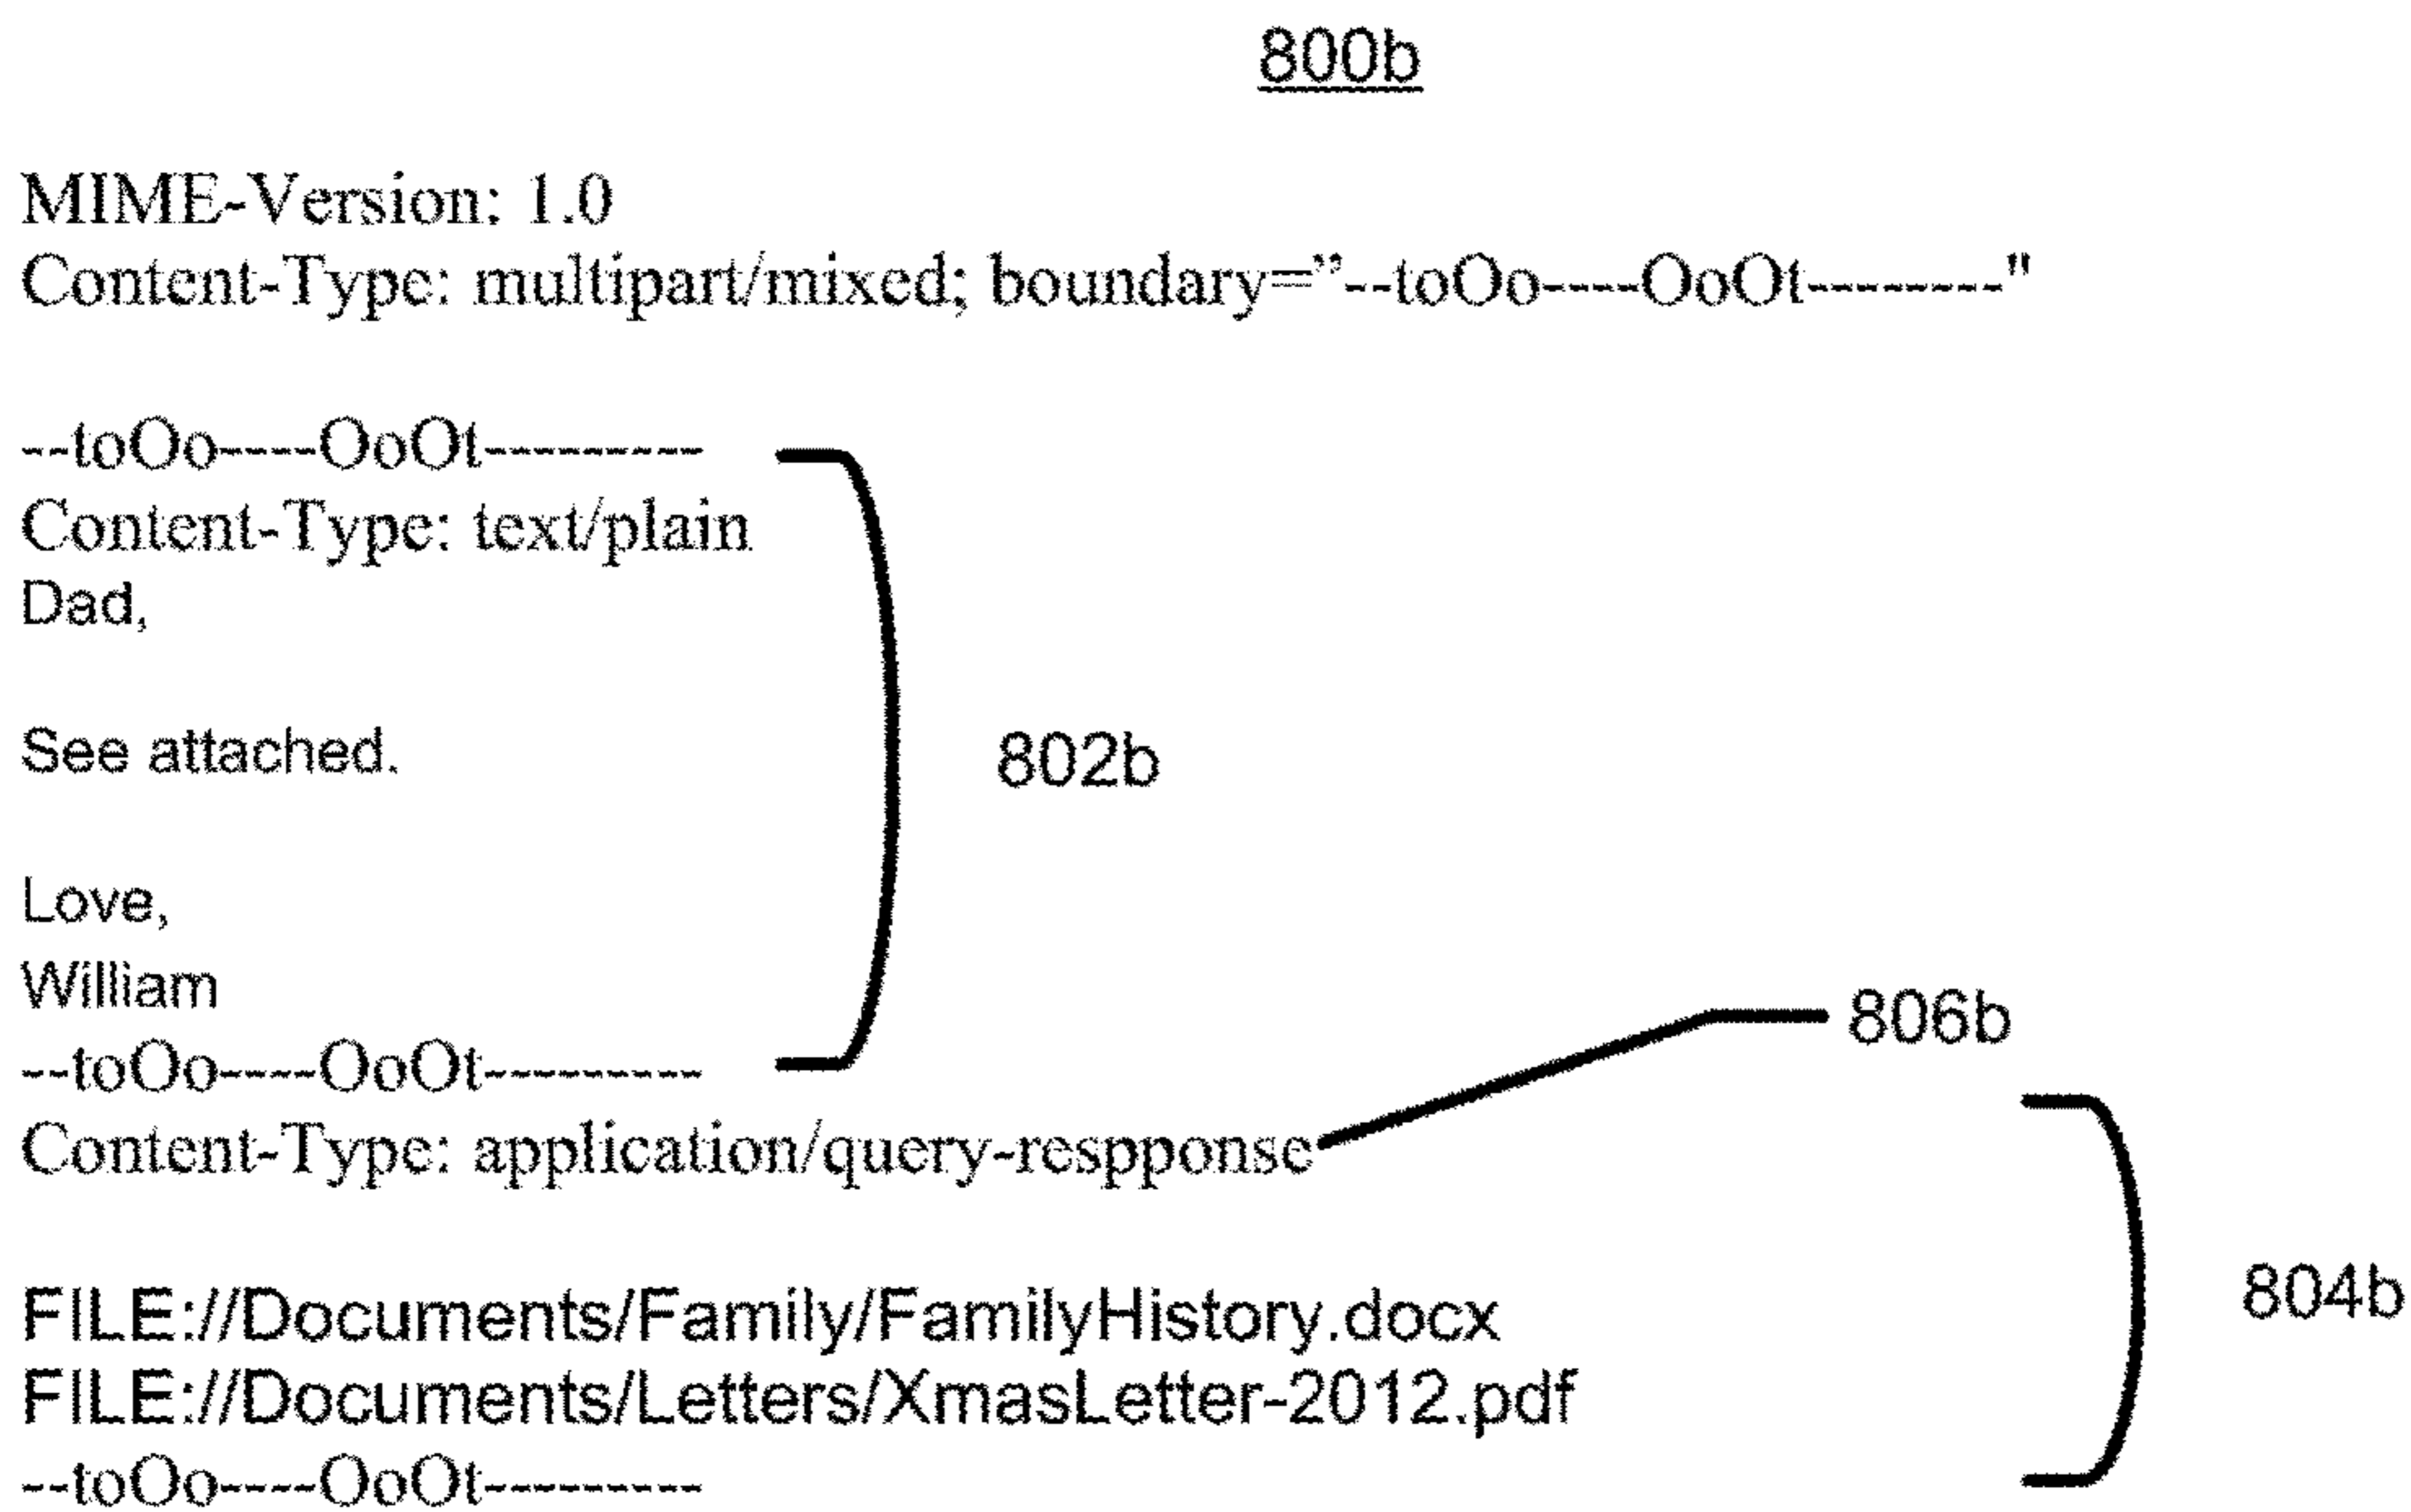 800b
MIME-Version: 1.0
Content-Type: multipart/mixed; boundary=”--toOo----OoOt--------"
--toOo----OoOt---------
Content-Type: text/plain
Dad,
See attached.
802b
Love,
William
806b
--toOo----OoOt---------
Content-Type: application/query-respponse
804b
FILE://Documents/Family/FamilyHistory.docx
FILE://Documents/Letters/XmasLetter-2012.pdf
--toOo----OoOt---------